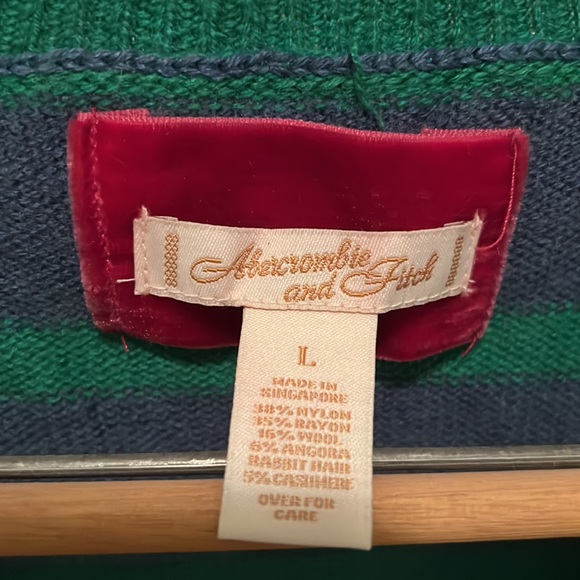 Abercrombie
and Fitch
L
MADE IN
SINGAPORE
38% NYLON
35% RAYON
16% WOOL
6% ANGORA
RABBIT HAIR
5% CASHMERE
OVER FOR
CARE